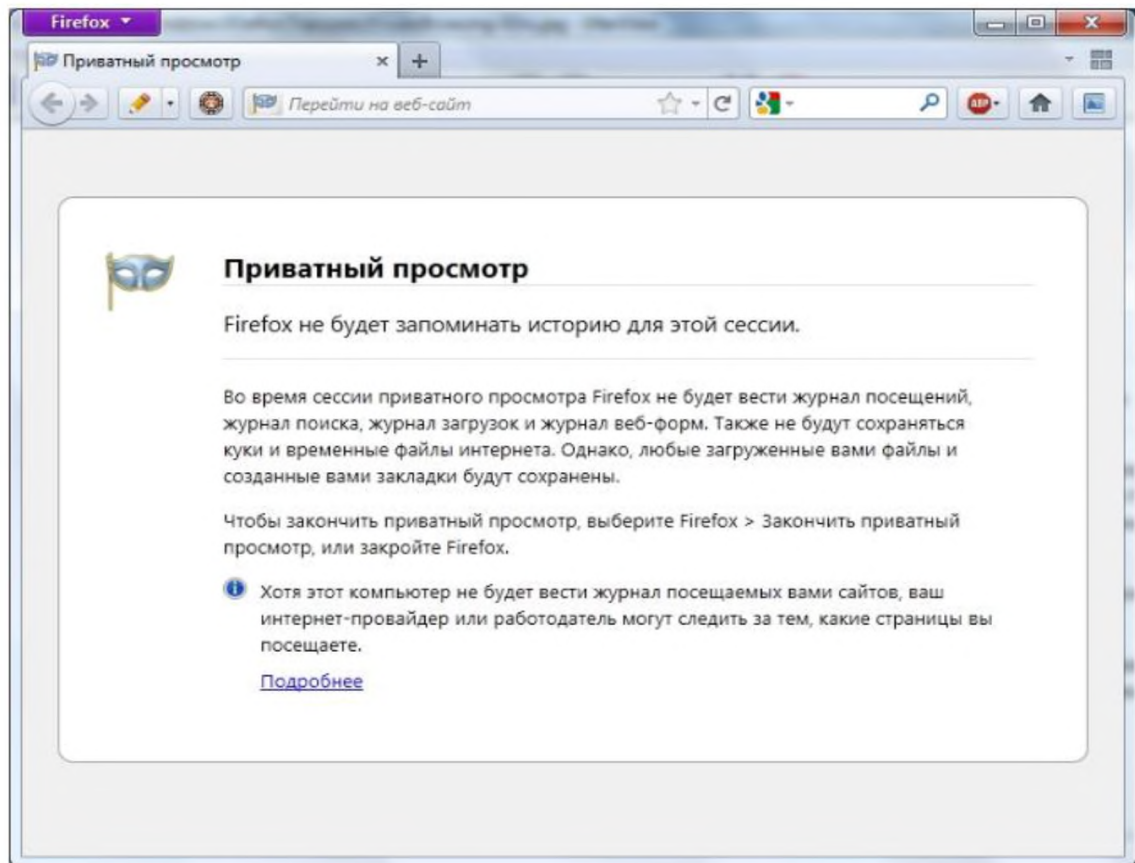 Firefox
Приватный просмотр
Перейти на веб-сайт
ABP
Приватный просмотр
Firefox не будет запоминать историю для этой сессии.
Во время сессии приватного просмотра Firefox не будет вести журнал посещений,
журнал поиска, журнал загрузок и журнал веб-форм. Также не будут сохраняться
куки и временные файлы интернета. Однако, любые загруженные вами файлы и
созданные вами закладки будут сохранены.
Чтобы закончить приватный просмотр, выберите Firefox > Закончить приватный
просмотр, или закройте Firefox.
Хотя этот компьютер не будет вести журнал посещаемых вами сайтов, ваш
интернет-провайдер или работодатель могут следить за тем, какие страницы вы
посещаете.
Подробнее